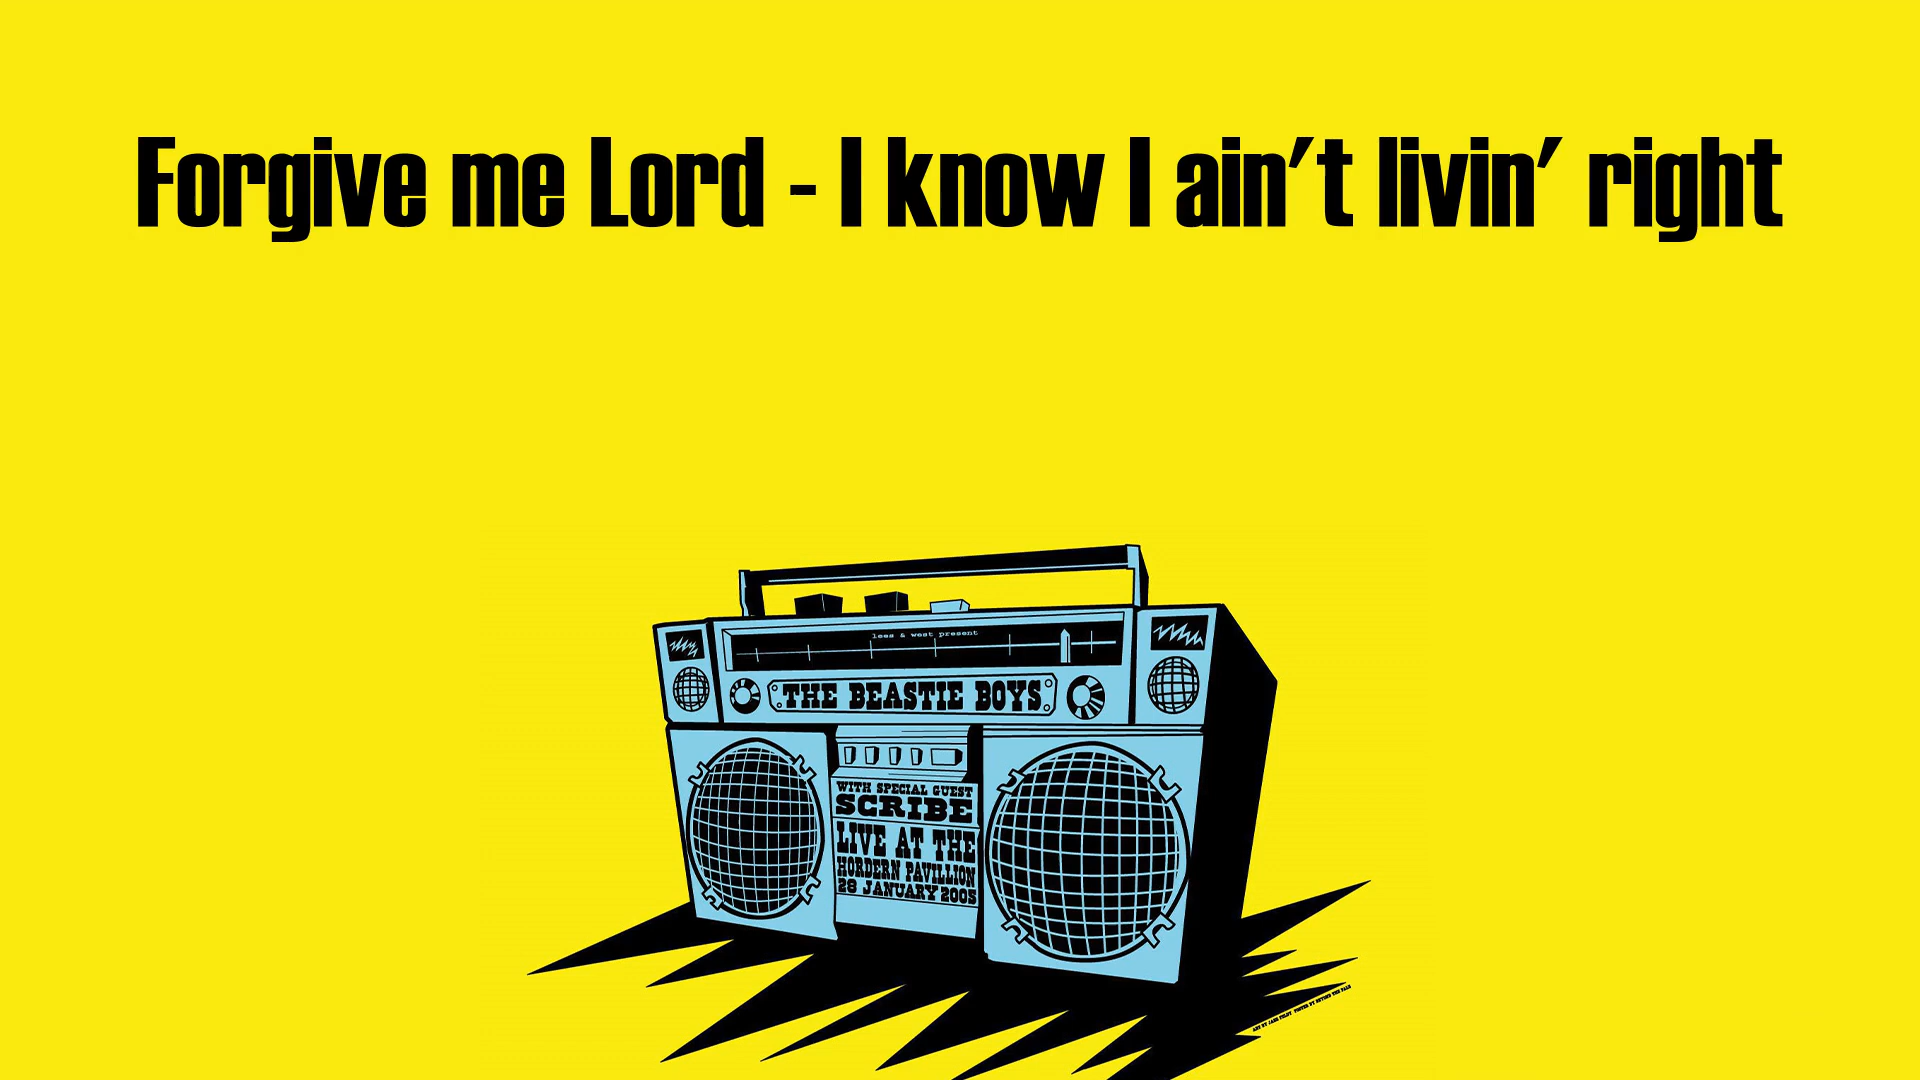 Forgive me Lord - I know I ain't livin' right
lees & west present
THE BEASTIE BOYS
WITH SPECIAL GUEST
SCRIBE
LIVE AT THE
HORDERN PAVILLION
28 JANUARY 2005